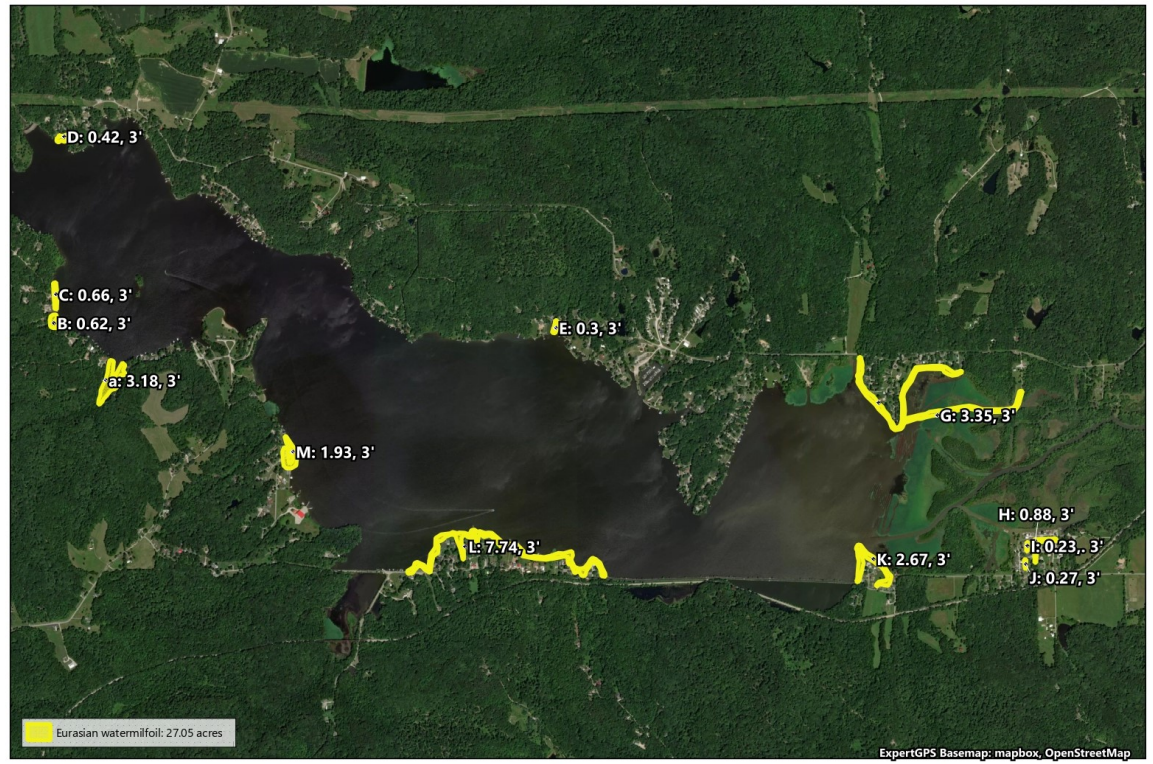 D: 0.42, 3'
C: 0.66, 3'
B: 0.62, 3'
E: 0.3, 3'
a: 3.18, 3'
G: 3.35, 3'
M: 1.93, 3'
H: 0.88, 3'
L: 7.74, 3'
I: 0.23,. 3'
K: 2.67, 3'
J: 0.27, 3'
Eurasian watermilfoil: 27.05 acres
ExpertGPS Basemap: mapbox, OpenStreetMap